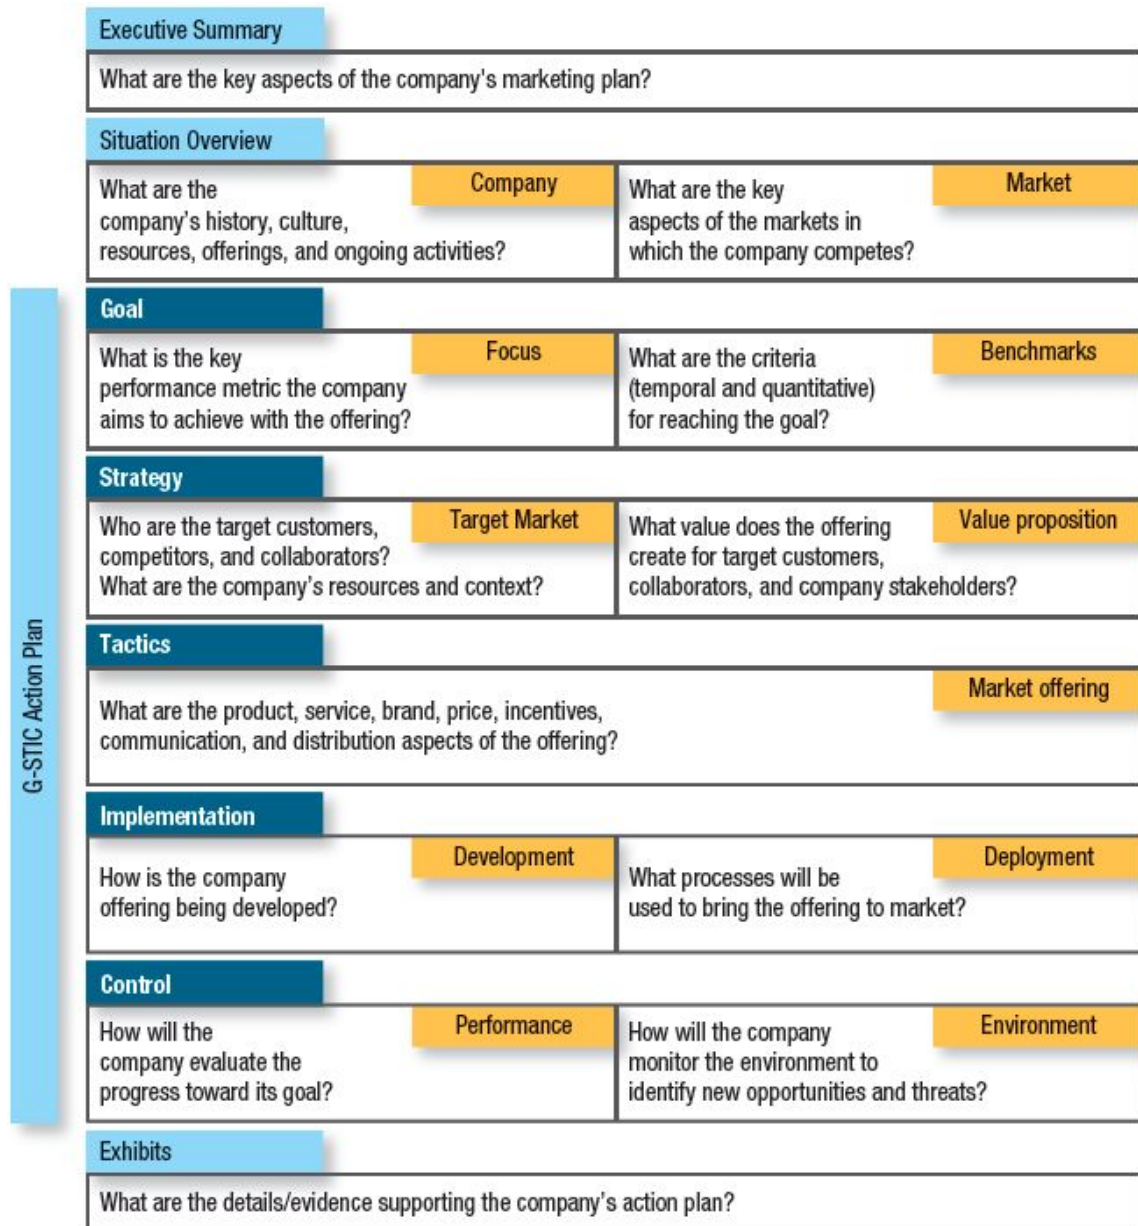 Executive Summary
What are the key aspects of the company's marketing plan?
Situation Overview
Company
What are the
company's history, culture,
resources, offerings, and ongoing activities?
Market
What are the key
aspects of the markets in
which the company competes?
G-STIC Action Plan
Goal
Focus
What is the key
performance metric the company
aims to achieve with the offering?
Benchmarks
What are the criteria
(temporal and quantitative)
for reaching the goal?
Strategy
Target Market
Who are the target customers,
competitors, and collaborators?
What are the company's resources and context?
Value proposition
What value does the offering
create for target customers,
collaborators, and company stakeholders?
Tactics
Market offering
What are the product, service, brand, price, incentives,
communication, and distribution aspects of the offering?
Implementation
Development
How is the company
offering being developed?
Deployment
What processes will be
used to bring the offering to market?
Control
Performance
How will the
company evaluate the
progress toward its goal?
Environment
How will the company
monitor the environment to
identify new opportunities and threats?
Exhibits
What are the details/evidence supporting the company's action plan?